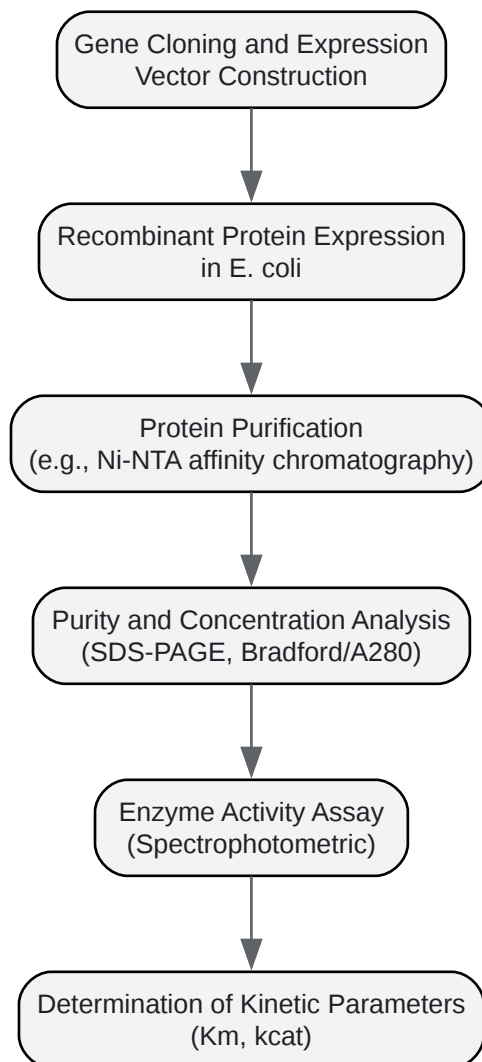 Gene Cloning and Expression
Vector Construction
Recombinant Protein Expression
in E. coli
Protein Purification
(e.g., Ni-NTA affinity chromatography)
Purity and Concentration Analysis
(SDS-PAGE, Bradford/A280)
Enzyme Activity Assay
(Spectrophotometric)
Determination of Kinetic Parameters
(Km, kcat)